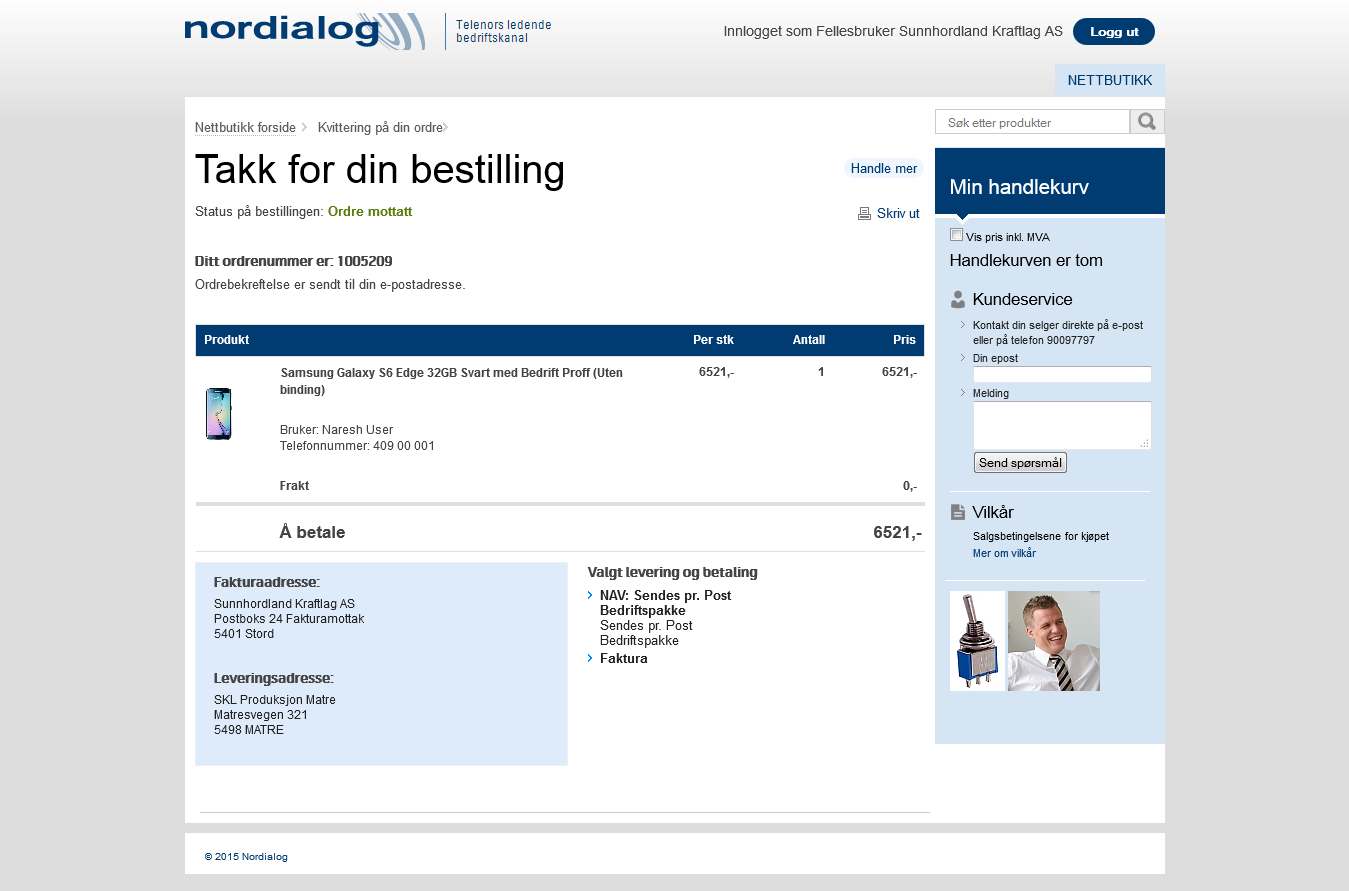 nordialog
Telenors ledende
bedriftskanal
Innlogget som Fellesbruker Sunnhordland Kraftlag AS
Logg ut
NETTBUTIKK
Nettbutikk forside
Kvittering på din ordre
Takk for din bestilling
Handle mer
Status på bestillingen: Ordre mottatt
Skriv ut
Ditt ordrenummer er: 1005209
Ordrebekreftelse er sendt til din e-postadresse.
Produkt Per stk Antall Pris
Samsung Galaxy S6 Edge 32GB Svart med Bedrift Proff (Uten 6521,- 1 6521,-
binding)
Bruker: Naresh User
Telefonnummer: 409 00 001
Frakt 0,-
Å betale 6521,-
Fakturaadresse:
Sunnhordland Kraftlag AS
Postboks 24 Fakturamottak
5401 Stord
Leveringsadresse:
SKL Produksjon Matre
Matresvegen 321
5498 MATRE
Valgt levering og betaling
NAV: Sendes pr. Post
Bedriftspakke
Sendes pr. Post
Bedriftspakke
Faktura
Søk etter produkter
Min handlekurv
Vis pris inkl. MVA
Handlekurven er tom
Kundeservice
Kontakt din selger direkte på e-post
eller på telefon 90097797
Din epost
Melding
Send spørsmål
Vilkår
Salgsbetingelsene for kjøpet
Mer om vilkår
© 2015 Nordialog